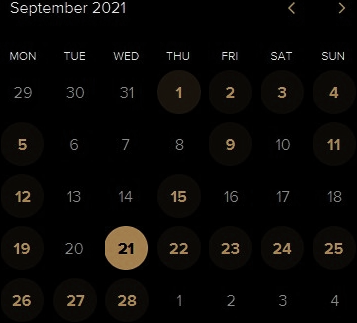 September 2021
MON TUE WED THU FRI SAT SUN
29 30 31 1 2 3 4
5 6 7 8 9 10 11
12 13 14 15 16 17 18
19 20 21 22 23 24 25
26 27 28 1 2 3 4